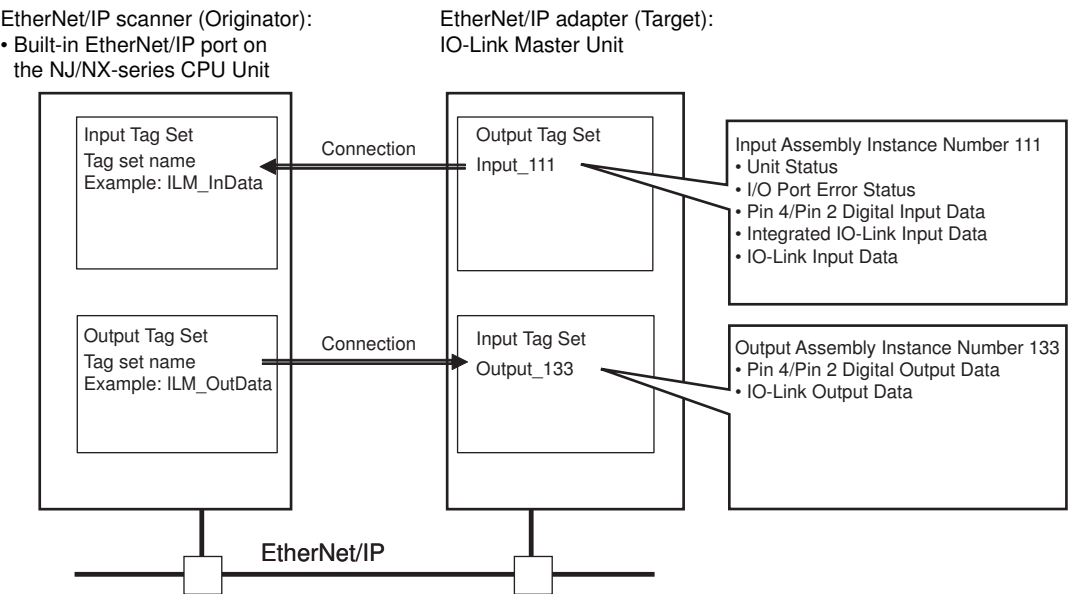 EtherNet/IP scanner (Originator):
• Built-in EtherNet/IP port on
the NJ/NX-series CPU Unit
EtherNet/IP adapter (Target):
IO-Link Master Unit
Input Tag Set
Tag set name
Example: ILM_InData
Connection
Output Tag Set
Input_111
Input Assembly Instance Number 111
• Unit Status
• I/O Port Error Status
• Pin 4/Pin 2 Digital Input Data
• Integrated IO-Link Input Data
• IO-Link Input Data
Output Tag Set
Tag set name
Example: ILM_OutData
Connection
Input Tag Set
Output_133
Output Assembly Instance Number 133
• Pin 4/Pin 2 Digital Output Data
• IO-Link Output Data
EtherNet/IP